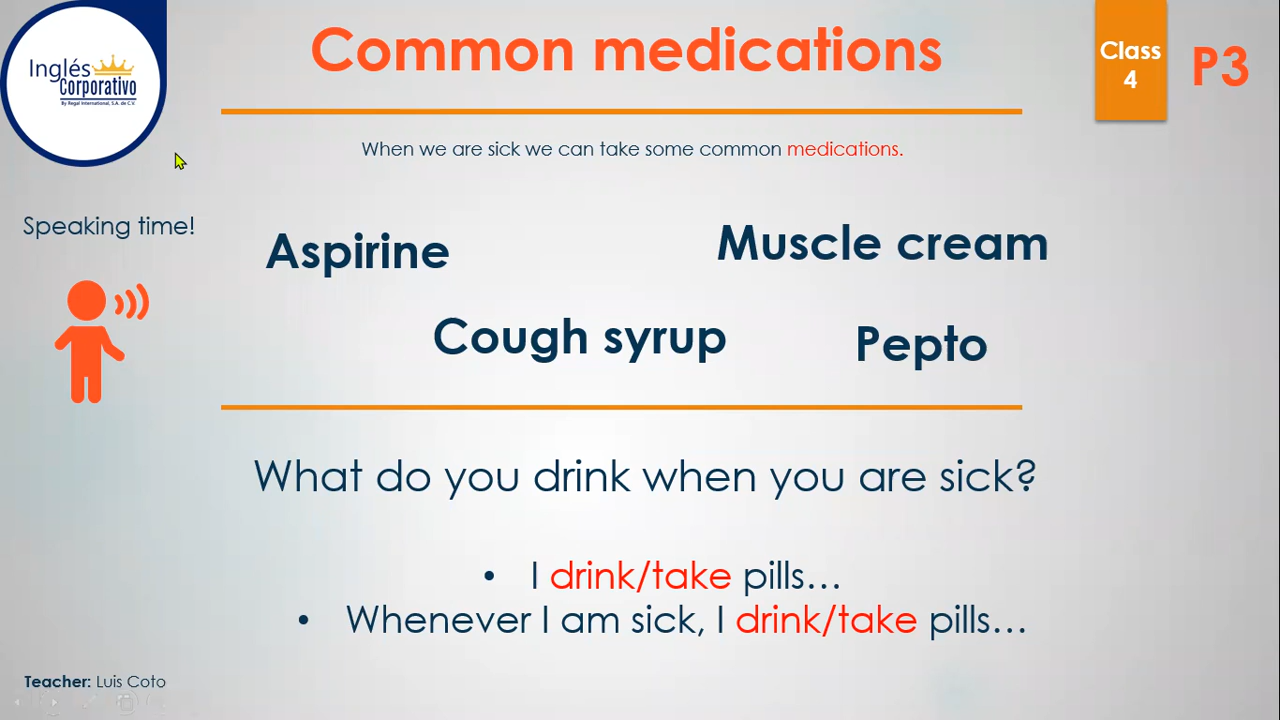 Inglés
Corporativo
By Regal International, S.A. de C.V.
Common medications
Class
4
P3
When we are sick we can take some common medications.
Speaking time!
Aspirine
Muscle cream
Cough syrup
Pepto
What do you drink when you are sick?
• I drink/take pills…
• Whenever I am sick, I drink/take pills…
Teacher: Luis Coto